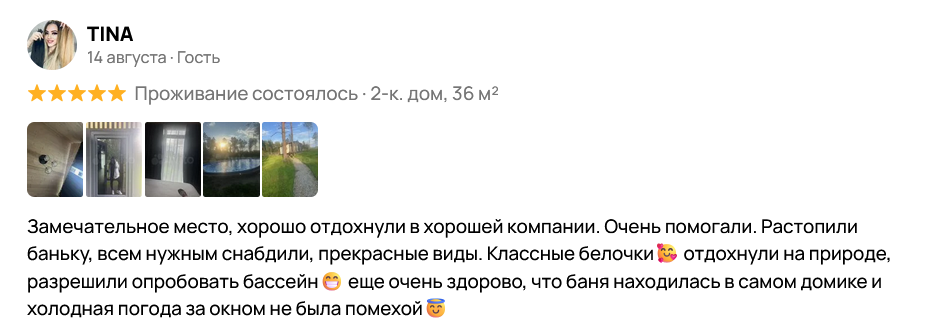 TINA
14 августа · Гость
Проживание состоялось · 2-к. дом, 36 м²
Замечательное место, хорошо отдохнули в хорошей компании. Очень помогали. Растопили
баньку, всем нужным снабдили, прекрасные виды. Классные белочки🥰 отдохнули на природе,
разрешили опробовать бассейн😁 еще очень здорово, что баня находилась в самом домике и
холодная погода за окном не была помехой😇